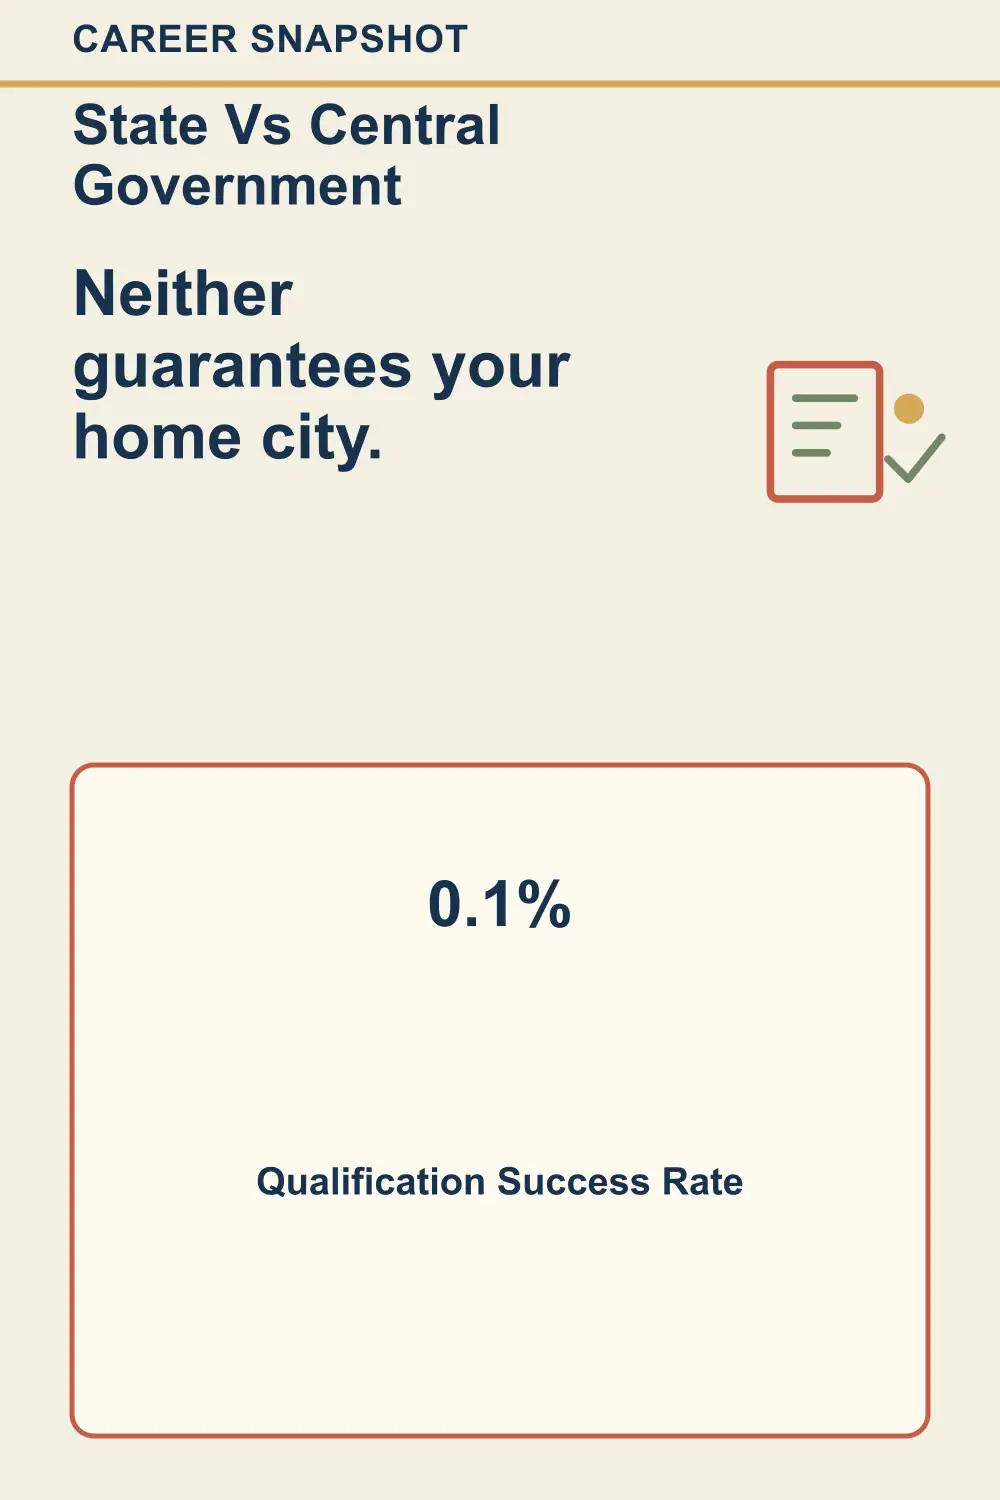 CAREER SNAPSHOT
State Vs Central
Government
Neither
guarantees your
home city.
0.1%
Qualification Success Rate